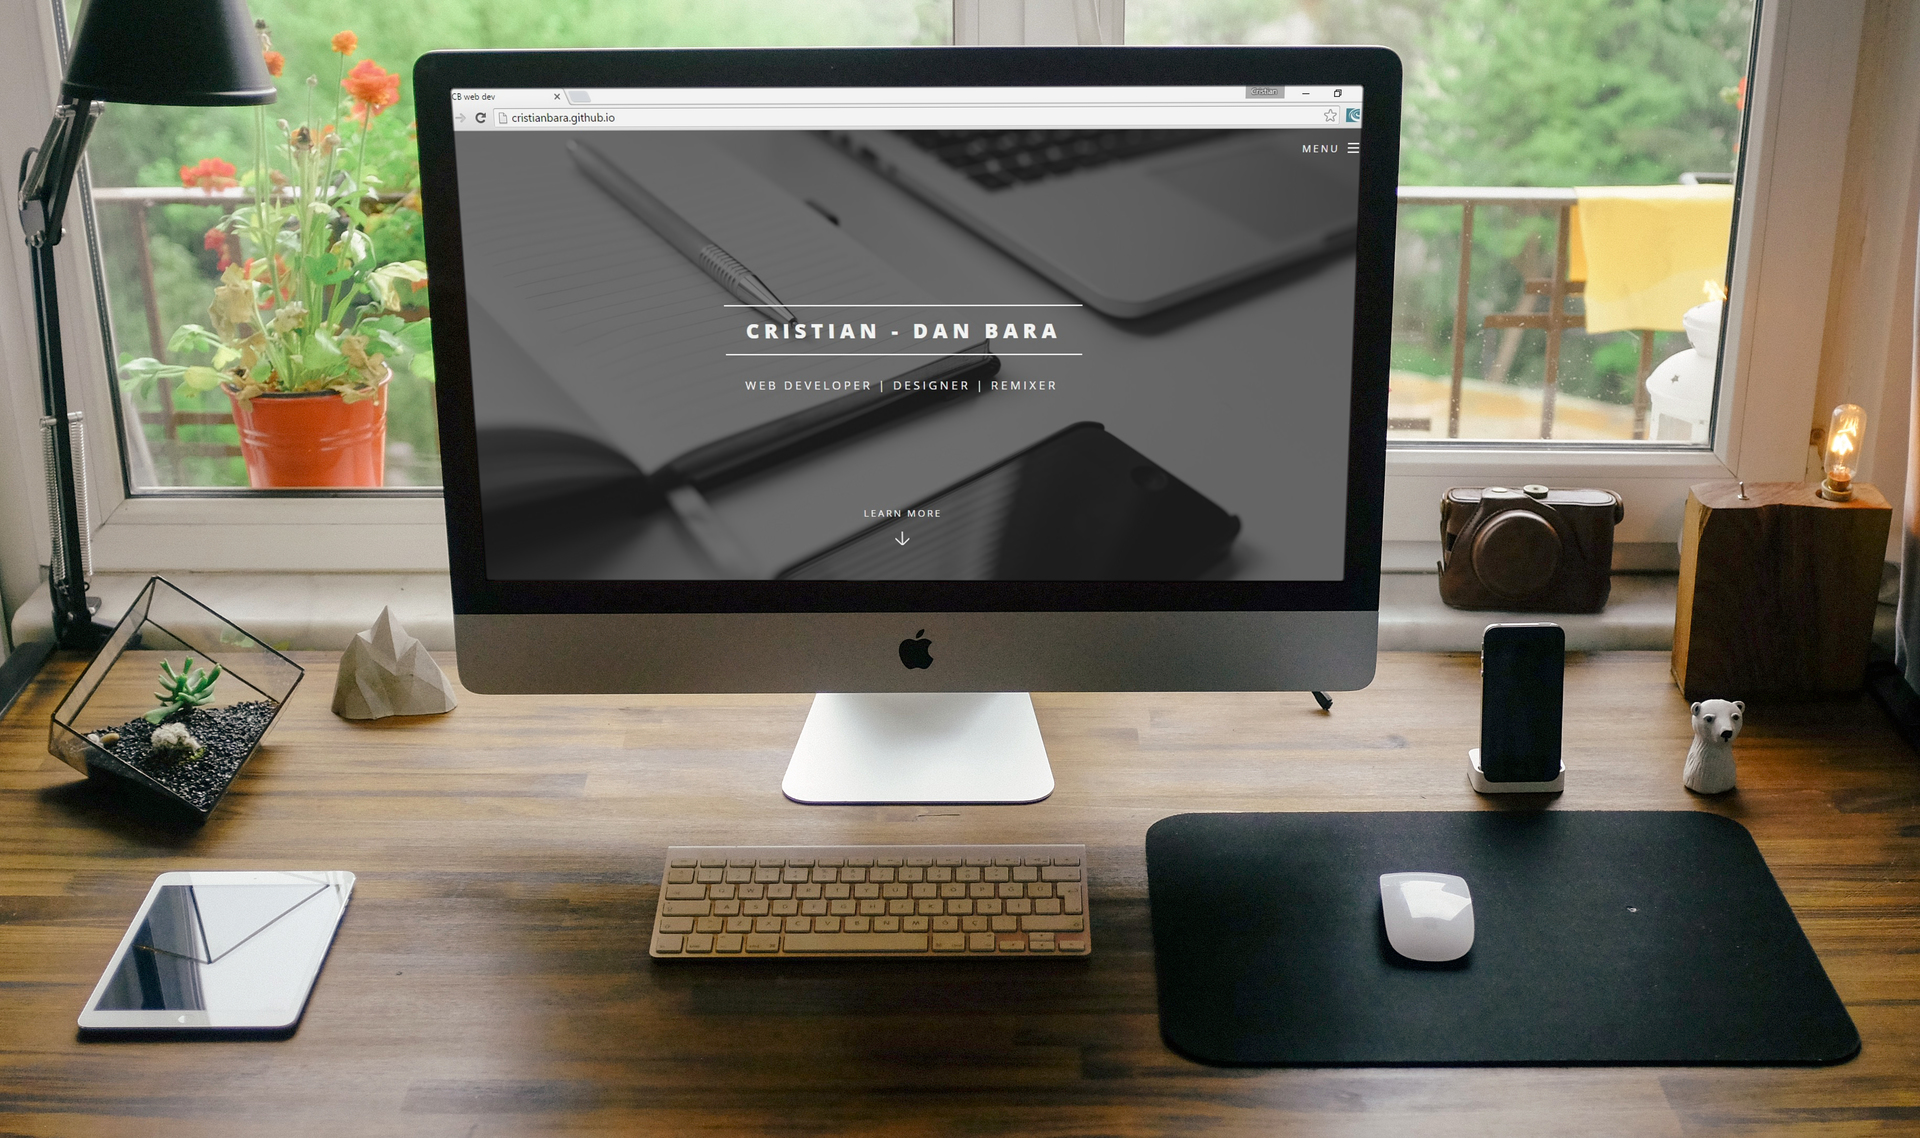 CB web dev
Cristian
cristianbara.github.io
MENU
CRISTIAN - DAN BARA
WEB DEVELOPER | DESIGNER | REMIXER
LEARN MORE